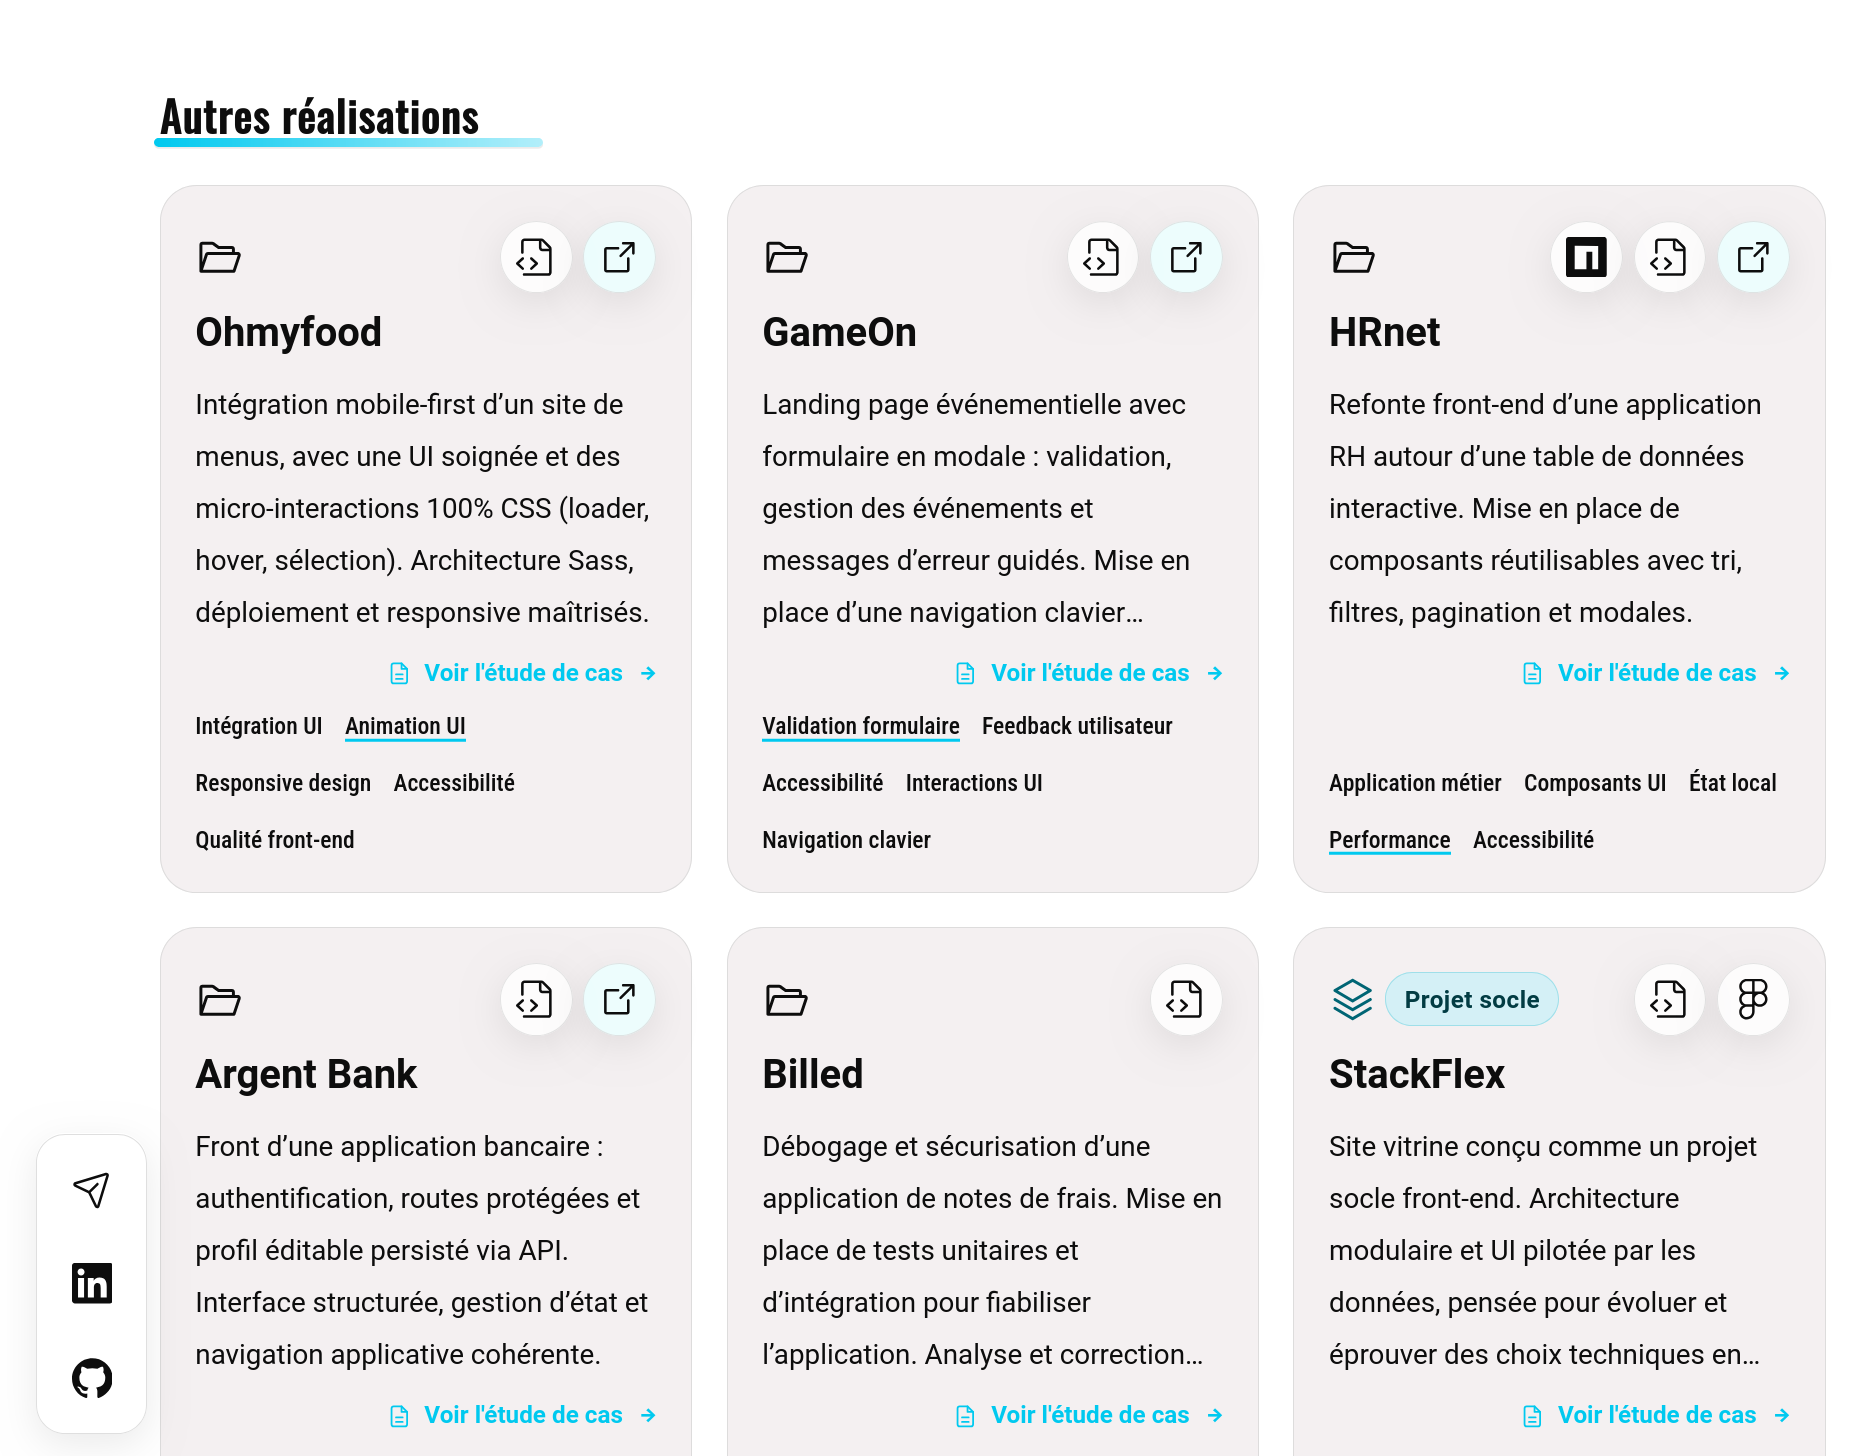 Autres réalisations
Ohmyfood
Intégration mobile-first d’un site de
menus, avec une UI soignée et des
micro-interactions 100% CSS (loader,
hover, sélection). Architecture Sass,
déploiement et responsive maîtrisés.
Voir l'étude de cas
Intégration UI Animation UI
Responsive design Accessibilité
Qualité front-end
GameOn
Landing page événementielle avec
formulaire en modale : validation,
gestion des événements et
messages d’erreur guidés. Mise en
place d’une navigation clavier…
Voir l'étude de cas
Validation formulaire Feedback utilisateur
Accessibilité Interactions UI
Navigation clavier
HRnet
Refonte front-end d’une application
RH autour d’une table de données
interactive. Mise en place de
composants réutilisables avec tri,
filtres, pagination et modales.
Voir l'étude de cas
Application métier Composants UI État local
Performance Accessibilité
Argent Bank
Front d’une application bancaire :
authentification, routes protégées et
profil éditable persisté via API.
Interface structurée, gestion d’état et
navigation applicative cohérente.
Voir l'étude de cas
Billed
Débogage et sécurisation d’une
application de notes de frais. Mise en
place de tests unitaires et
d’intégration pour fiabiliser
l’application. Analyse et correction…
Voir l'étude de cas
Projet socle
StackFlex
Site vitrine conçu comme un projet
socle front-end. Architecture
modulaire et UI pilotée par les
données, pensée pour évoluer et
éprouver des choix techniques en…
Voir l'étude de cas
in